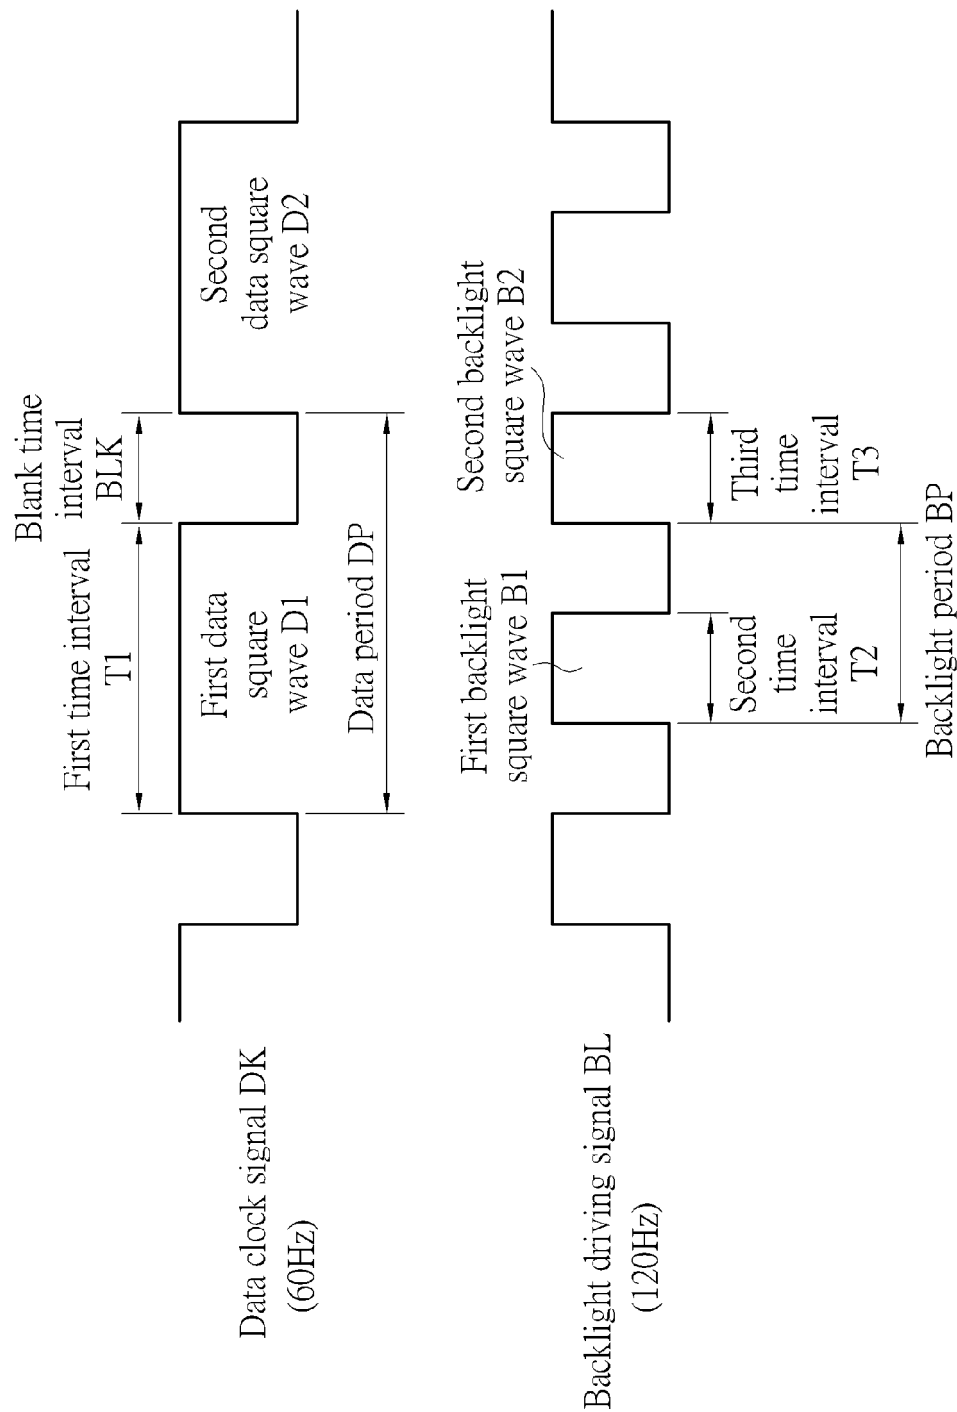 Data clock signal DK
(60Hz)
First time interval
T1
Blank time
interval
BLK
First data
square
wave D1
Second
data square
wave D2
Data period DP
Backlight driving signal BL
(120Hz)
First backlight
square wave B1
Second backlight
square wave B2
Second
time
interval
T2
Third
time
interval
T3
Backlight period BP